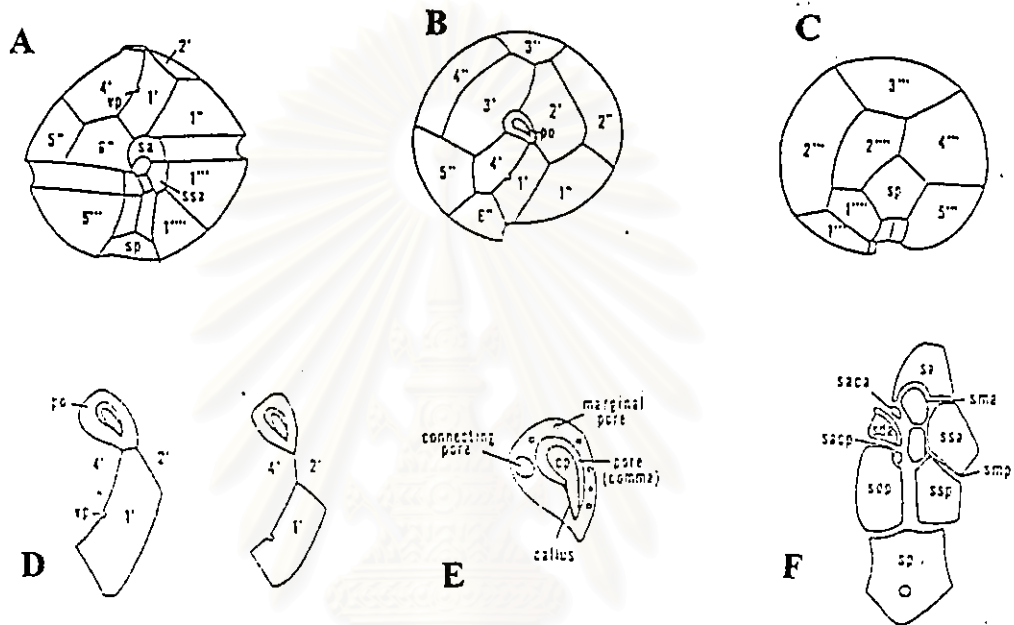 A
2'
4'
vp
1'
1'''
5''
6''
sa
1''''
ssa
5'''
1'''''
sp
B
3''
4''
3'
2'
po
2''
5''
4'
1'
1''
E''
C
3''''
2''''
2'''''
4''''
sp
1'''''
5''''
1''''
D
po
4'
2'
vp
1'
4'
2'
1'
E
marginal
pore
connecting
pore
cp
pore
(comma)
callus
F
sa
saca
sma
sda
ssa
sacp
smp
sdp
ssp
sp